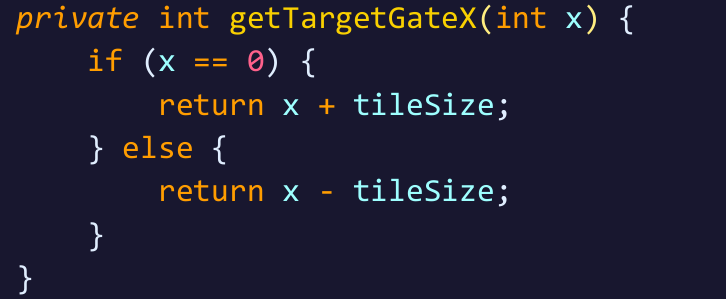 private int getTargetGateX(int x) {
    if (x == 0) {
        return x + tileSize;
    } else {
        return x - tileSize;
    }
}